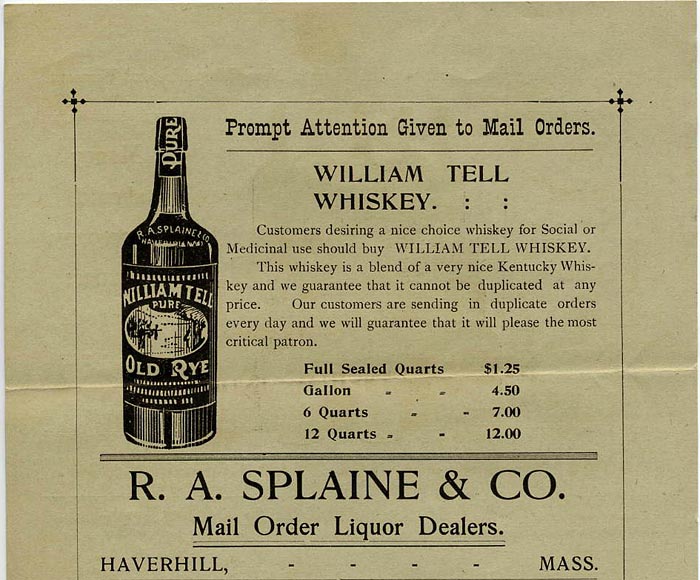 Prompt Attention Given to Mail Orders.
WILLIAM TELL
WHISKEY. : :
Customers desiring a nice choice whiskey for Social or
Medicinal use should buy WILLIAM TELL WHISKEY.
This whiskey is a blend of a very nice Kentucky Whis-
key and we guarantee that it cannot be duplicated at any
price. Our customers are sending in duplicate orders
every day and we will guarantee that it will please the most
critical patron.
Full Sealed Quarts $1.25
Gallon " " 4.50
6 Quarts " - 7.00
12 Quarts " - 12.00
PURE
R. A. SPLAINE & CO
HAVERHILL, MASS
WILLIAM TELL
PURE
OLD RYE
R. A. SPLAINE & CO.
Mail Order Liquor Dealers.
HAVERHILL, - - - - MASS.